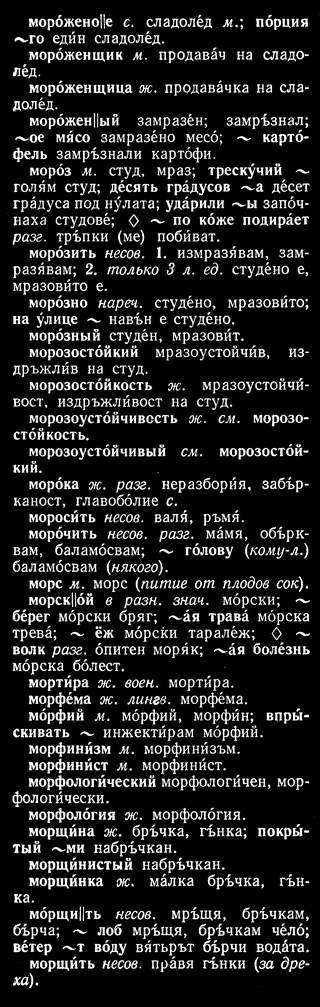 моро́жено||е с. сладоле́д м.; по́рция
~го еди́н сладоле́д.
моро́женщик м. продава́ч на сладо-
ле́д.
моро́женщица ж. продава́чка на сла-
доле́д.
моро́жен||ый замразе́н; замръ́знал;
~ое мя́со замразе́но месо́; ~ карто́-
фель замръ́знали карто́фи.
моро́з м. студ, мраз; треску́чий ~
голя́м студ; де́сять гра́дусов ~а де́сет
гра́дуса под ну́лата; уда́рили ~ы запо́ч-
наха студове́; ◊ ~ по ко́же подира́ет
разг. тръ́пки (ме) поби́ват.
моро́зить несов. 1. измразя́вам, зам-
разя́вам; 2. только 3 л. ед. студе́но е,
мразови́то е.
моро́зно нареч. студе́но, мразови́то;
на у́лице ~ навъ́н е студе́но.
моро́зный студе́н, мразови́т.
морозосто́йкий мразоустойчи́в, из-
дръжли́в на студ.
морозосто́йкость ж. мразоустойчи́-
вост, издръжли́вост на студ.
морозоусто́йчивость ж. см. морозо-
сто́йкость.
морозоусто́йчивый см. морозосто́й-
кий.
моро́ка ж. разг. неразбори́я, забъ́р-
каност, главобо́лие с.
мороси́ть несов. валя́, ръмя́.
моро́чить несов. разг. ма́мя, объ́рк-
вам, баламо́свам; ~ го́лову (кому-л.)
баламо́свам (някого).
морс м. морс (питие от плодов сок).
морск||о́й в разн. знач. мо́рски; ~
бе́рег мо́рски бряг; ~а́я трава́ мо́рска
трева́; ~ ёж мо́рски тарале́ж; ◊ ~
волк разг. о́питен моря́к; ~а́я боле́знь
мо́рска бо́лест.
морти́ра ж. воен. морти́ра.
морфе́ма ж. лингв. морфе́ма.
мо́рфий м. мо́рфий, морфи́н; впры́-
скивать ~ инжекти́рам мо́рфий.
морфини́зм м. морфини́зъм.
морфини́ст м. морфини́ст.
морфологи́ческий морфологи́чен, мор-
фологи́чески.
морфоло́гия ж. морфоло́гия.
морщи́на ж. бръ́чка, гъ́нка; покры́-
тый ~ми набръ́чкан.
морщи́нистый набръ́чкан.
морщи́нка ж. ма́лка бръ́чка, гъ́н-
ка.
мо́рщи||ть несов. мръ́щя, бръ́чкам,
бъ́рча; ~ лоб мръ́щя, бръ́чкам че́ло́;
ве́тер ~т во́ду вя́търът бъ́рчи вода́та.
морщи́ть несов. пра́вя гъ́нки (за дре-
ха).